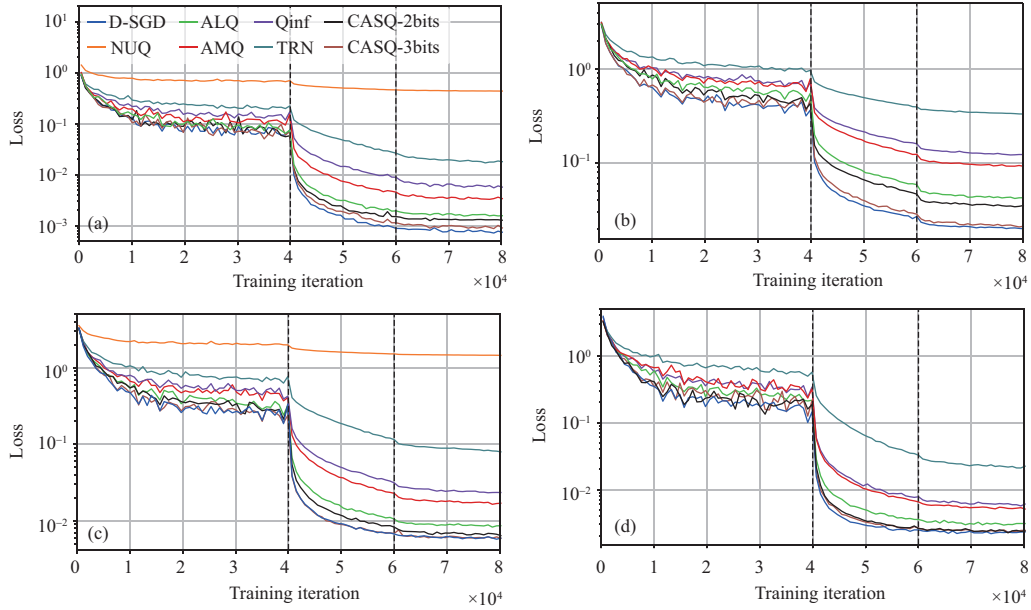 D-SGD ALQ Qinf CASQ-2bits
NUQ AMQ TRN CASQ-3bits
10¹
10⁰
10⁻¹
10⁻²
10⁻³
Loss
(a)
0 1 2 3 4 5 6 7 8
Training iteration
×10⁴
10⁰
10⁻¹
Loss
(b)
0 1 2 3 4 5 6 7 8
Training iteration
×10⁴
10⁰
10⁻¹
10⁻²
Loss
(c)
0 1 2 3 4 5 6 7 8
Training iteration
×10⁴
10⁰
10⁻¹
10⁻²
Loss
(d)
0 1 2 3 4 5 6 7 8
Training iteration
×10⁴